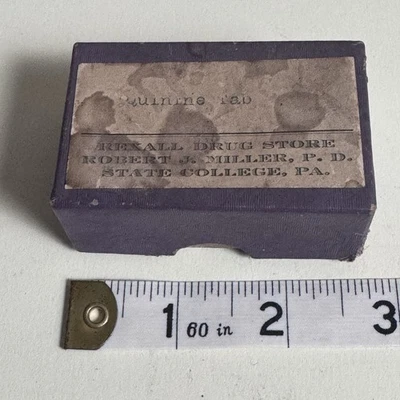 Quinine Tab
REXALL DRUG STORE
ROBERT J. MILLER, P. D.
STATE COLLEGE, PA.
1 60 in 2 3